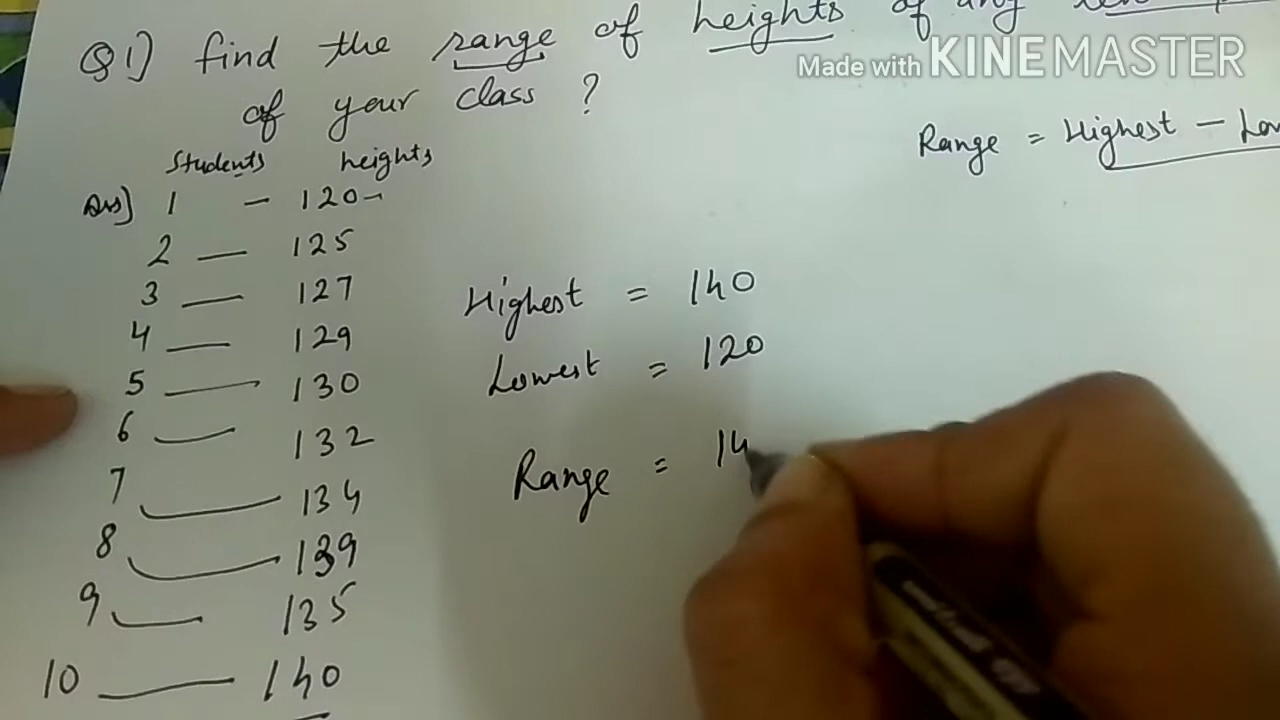 Q1) find the range of heights of any
of your class ?
Made with KINEMASTER
Range = Highest - Low
Students heights
Ans) 1 - 120-
2 — 125
3 — 127
4 — 129
5 — 130
6 — 132
7 — 134
8 — 139
9 — 135
10 — 140
Highest = 140
Lowest = 120
Range = 14